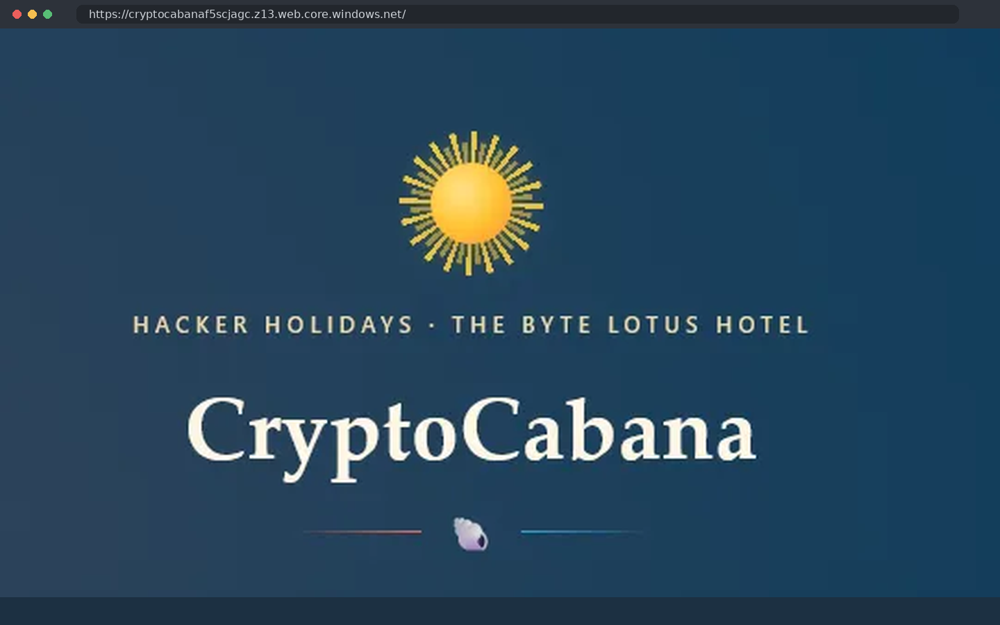 https://cryptocabanaf5scjagc.z13.web.core.windows.net/
HACKER HOLIDAYS · THE BYTE LOTUS HOTEL
CryptoCabana